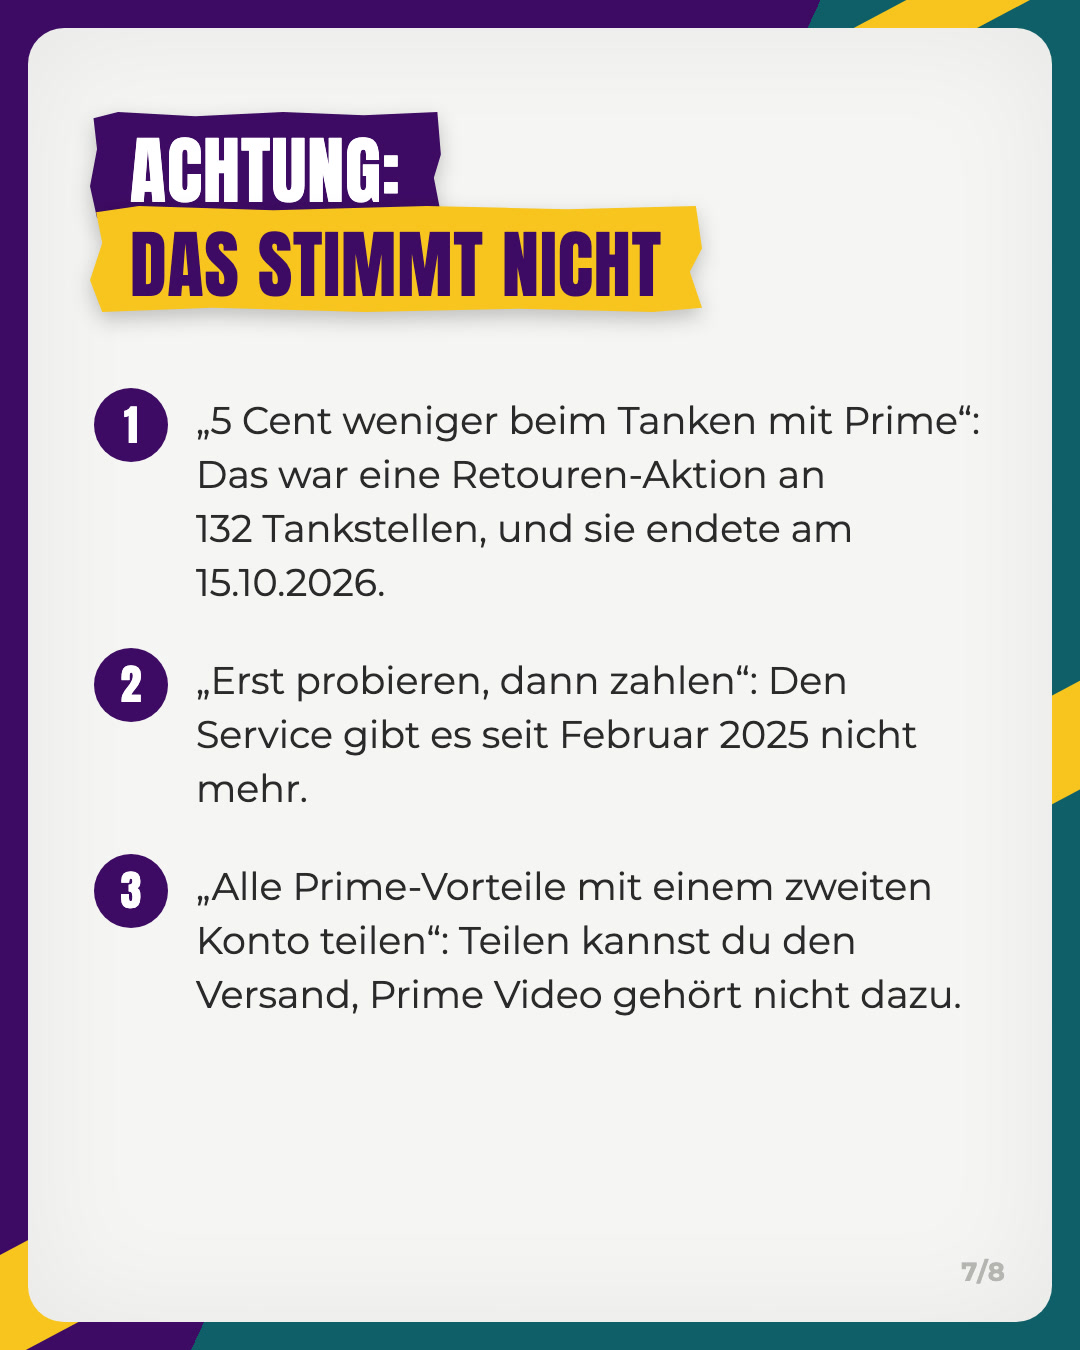 ACHTUNG:
DAS STIMMT NICHT
1
„5 Cent weniger beim Tanken mit Prime“:
Das war eine Retouren-Aktion an
132 Tankstellen, und sie endete am
15.10.2026.
2
„Erst probieren, dann zahlen“: Den
Service gibt es seit Februar 2025 nicht
mehr.
3
„Alle Prime-Vorteile mit einem zweiten
Konto teilen“: Teilen kannst du den
Versand, Prime Video gehört nicht dazu.
7/8